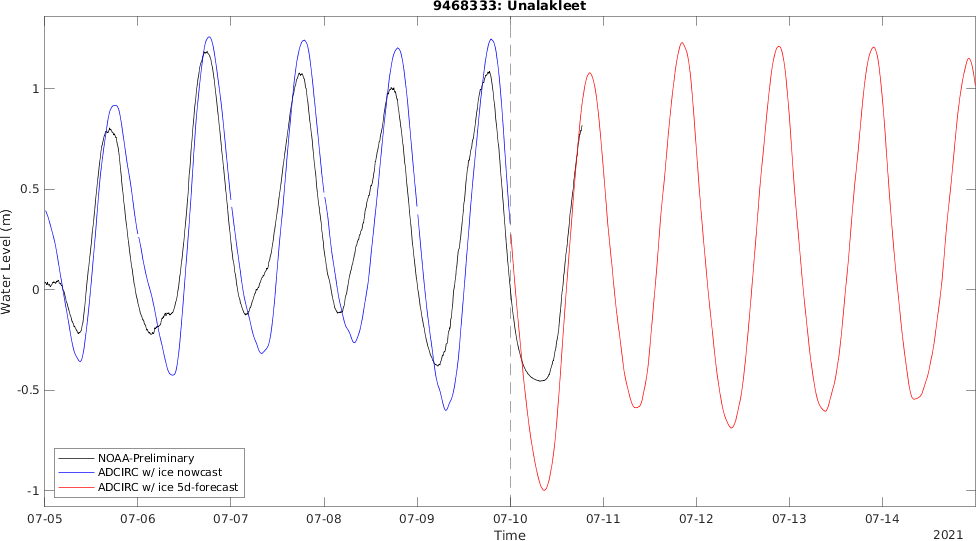 9468333: Unalakleet
Water Level (m)
1
0.5
0
-0.5
-1
NOAA-Preliminary
ADCIRC w/ ice nowcast
ADCIRC w/ ice 5d-forecast
07-05 07-06 07-07 07-08 07-09 07-10 07-11 07-12 07-13 07-14
Time
2021